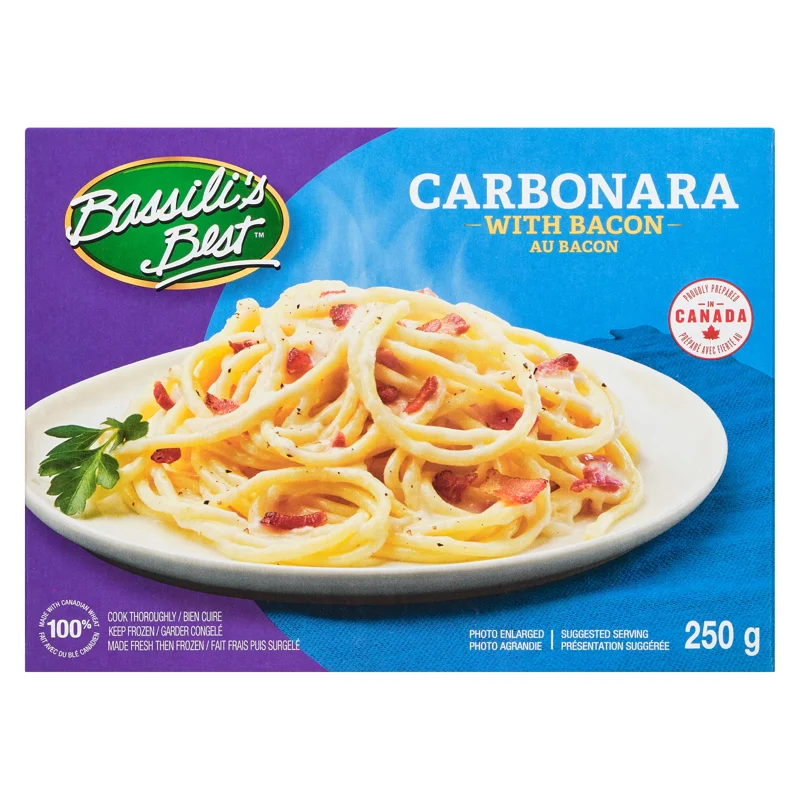 Bassili's
Best™
CARBONARA
WITH BACON
AU BACON
PROUDLY PREPARED
IN
CANADA
PRÉPARÉ AVEC FIERTÉ AU
MADE WITH CANADIAN WHEAT
100%
FAIT AVEC DU BLÉ CANADIEN
COOK THOROUGHLY / BIEN CUIRE
KEEP FROZEN / GARDER CONGELÉ
MADE FRESH THEN FROZEN / FAIT FRAIS PUIS SURGELÉ
PHOTO ENLARGED
PHOTO AGRANDIE
SUGGESTED SERVING
PRÉSENTATION SUGGÉRÉE
250 g